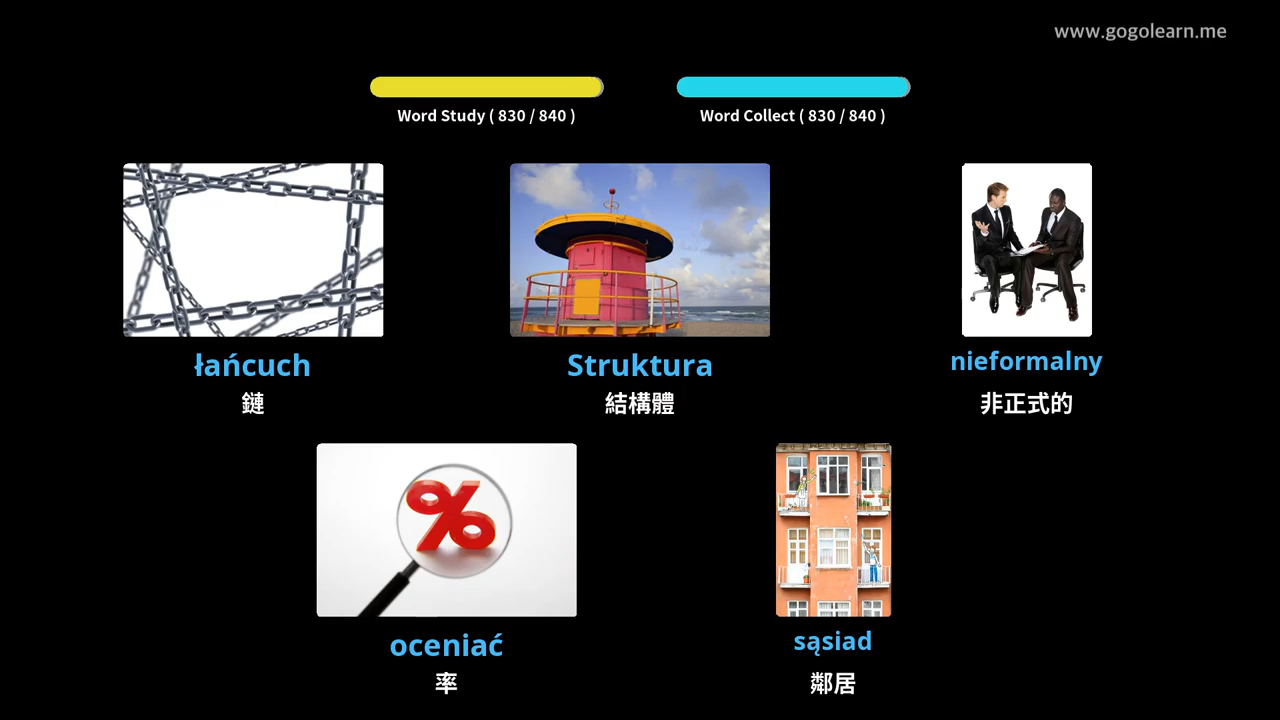 www.gogolearn.me
Word Study ( 830 / 840 )
Word Collect ( 830 / 840 )
łańcuch
鏈
Struktura
結構體
nieformalny
非正式的
%
oceniać
率
sąsiad
鄰居